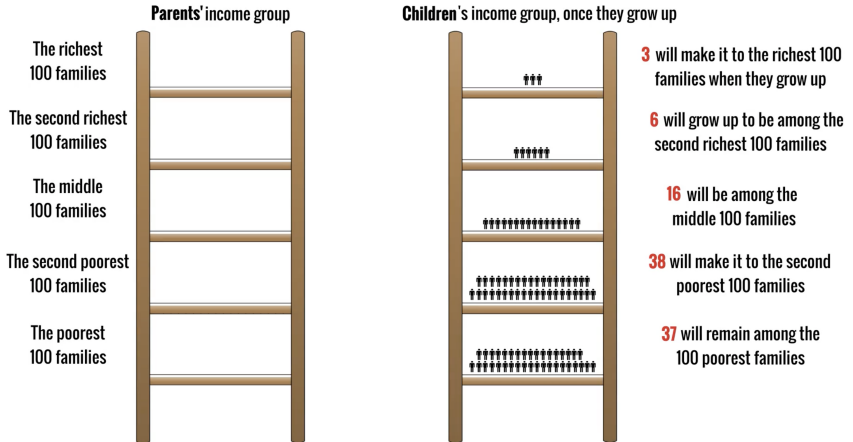 Parents' income group
The richest
100 families
The second richest
100 families
The middle
100 families
The second poorest
100 families
The poorest
100 families
Children's income group, once they grow up
3 will make it to the richest 100
families when they grow up
6 will grow up to be among the
second richest 100 families
16 will be among the
middle 100 families
38 will make it to the second
poorest 100 families
37 will remain among the
100 poorest families